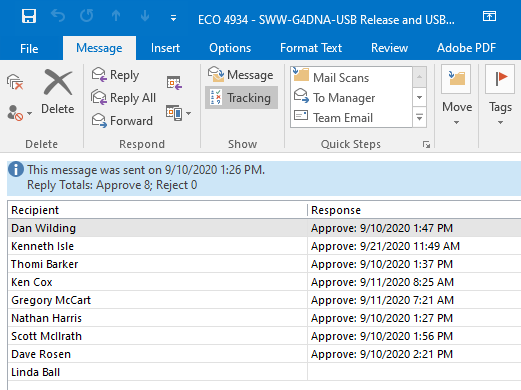 ECO 4934 - SWW-G4DNA-USB Release and USB...
File Message Insert Options Format Text Review Adobe PDF
Delete
Reply
Reply All
Forward
Message
Tracking
Mail Scans
To Manager
Team Email
Move
Tags
Delete Respond Show Quick Steps
This message was sent on 9/10/2020 1:26 PM.
Reply Totals: Approve 8; Reject 0
Recipient Response
Dan Wilding Approve: 9/10/2020 1:47 PM
Kenneth Isle Approve: 9/21/2020 11:49 AM
Thomi Barker Approve: 9/10/2020 1:37 PM
Ken Cox Approve: 9/11/2020 8:25 AM
Gregory McCart Approve: 9/11/2020 7:21 AM
Nathan Harris Approve: 9/10/2020 1:27 PM
Scott McIlrath Approve: 9/10/2020 1:56 PM
Dave Rosen Approve: 9/10/2020 2:21 PM
Linda Ball